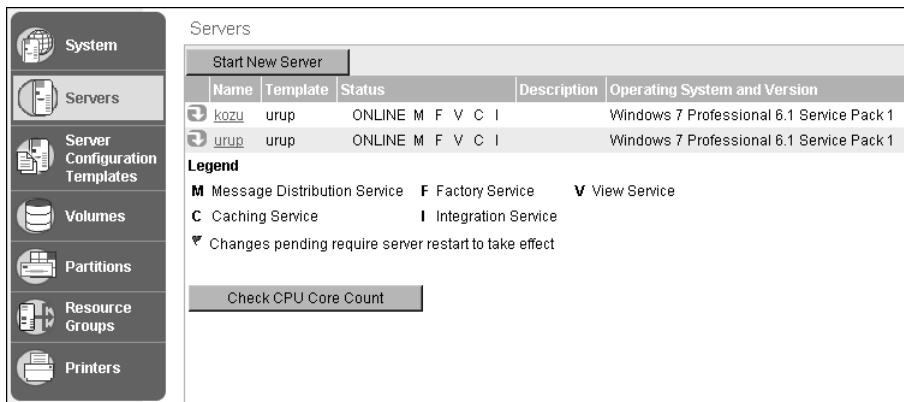 Servers
System
Start New Server
Name Template Status Description Operating System and Version
Servers
kozu urup ONLINE M F V C I Windows 7 Professional 6.1 Service Pack 1
urup urup ONLINE M F V C I Windows 7 Professional 6.1 Service Pack 1
Server
Configuration
Templates
Legend
M Message Distribution Service F Factory Service V View Service
C Caching Service I Integration Service
Volumes
Changes pending require server restart to take effect
Partitions
Check CPU Core Count
Resource
Groups
Printers